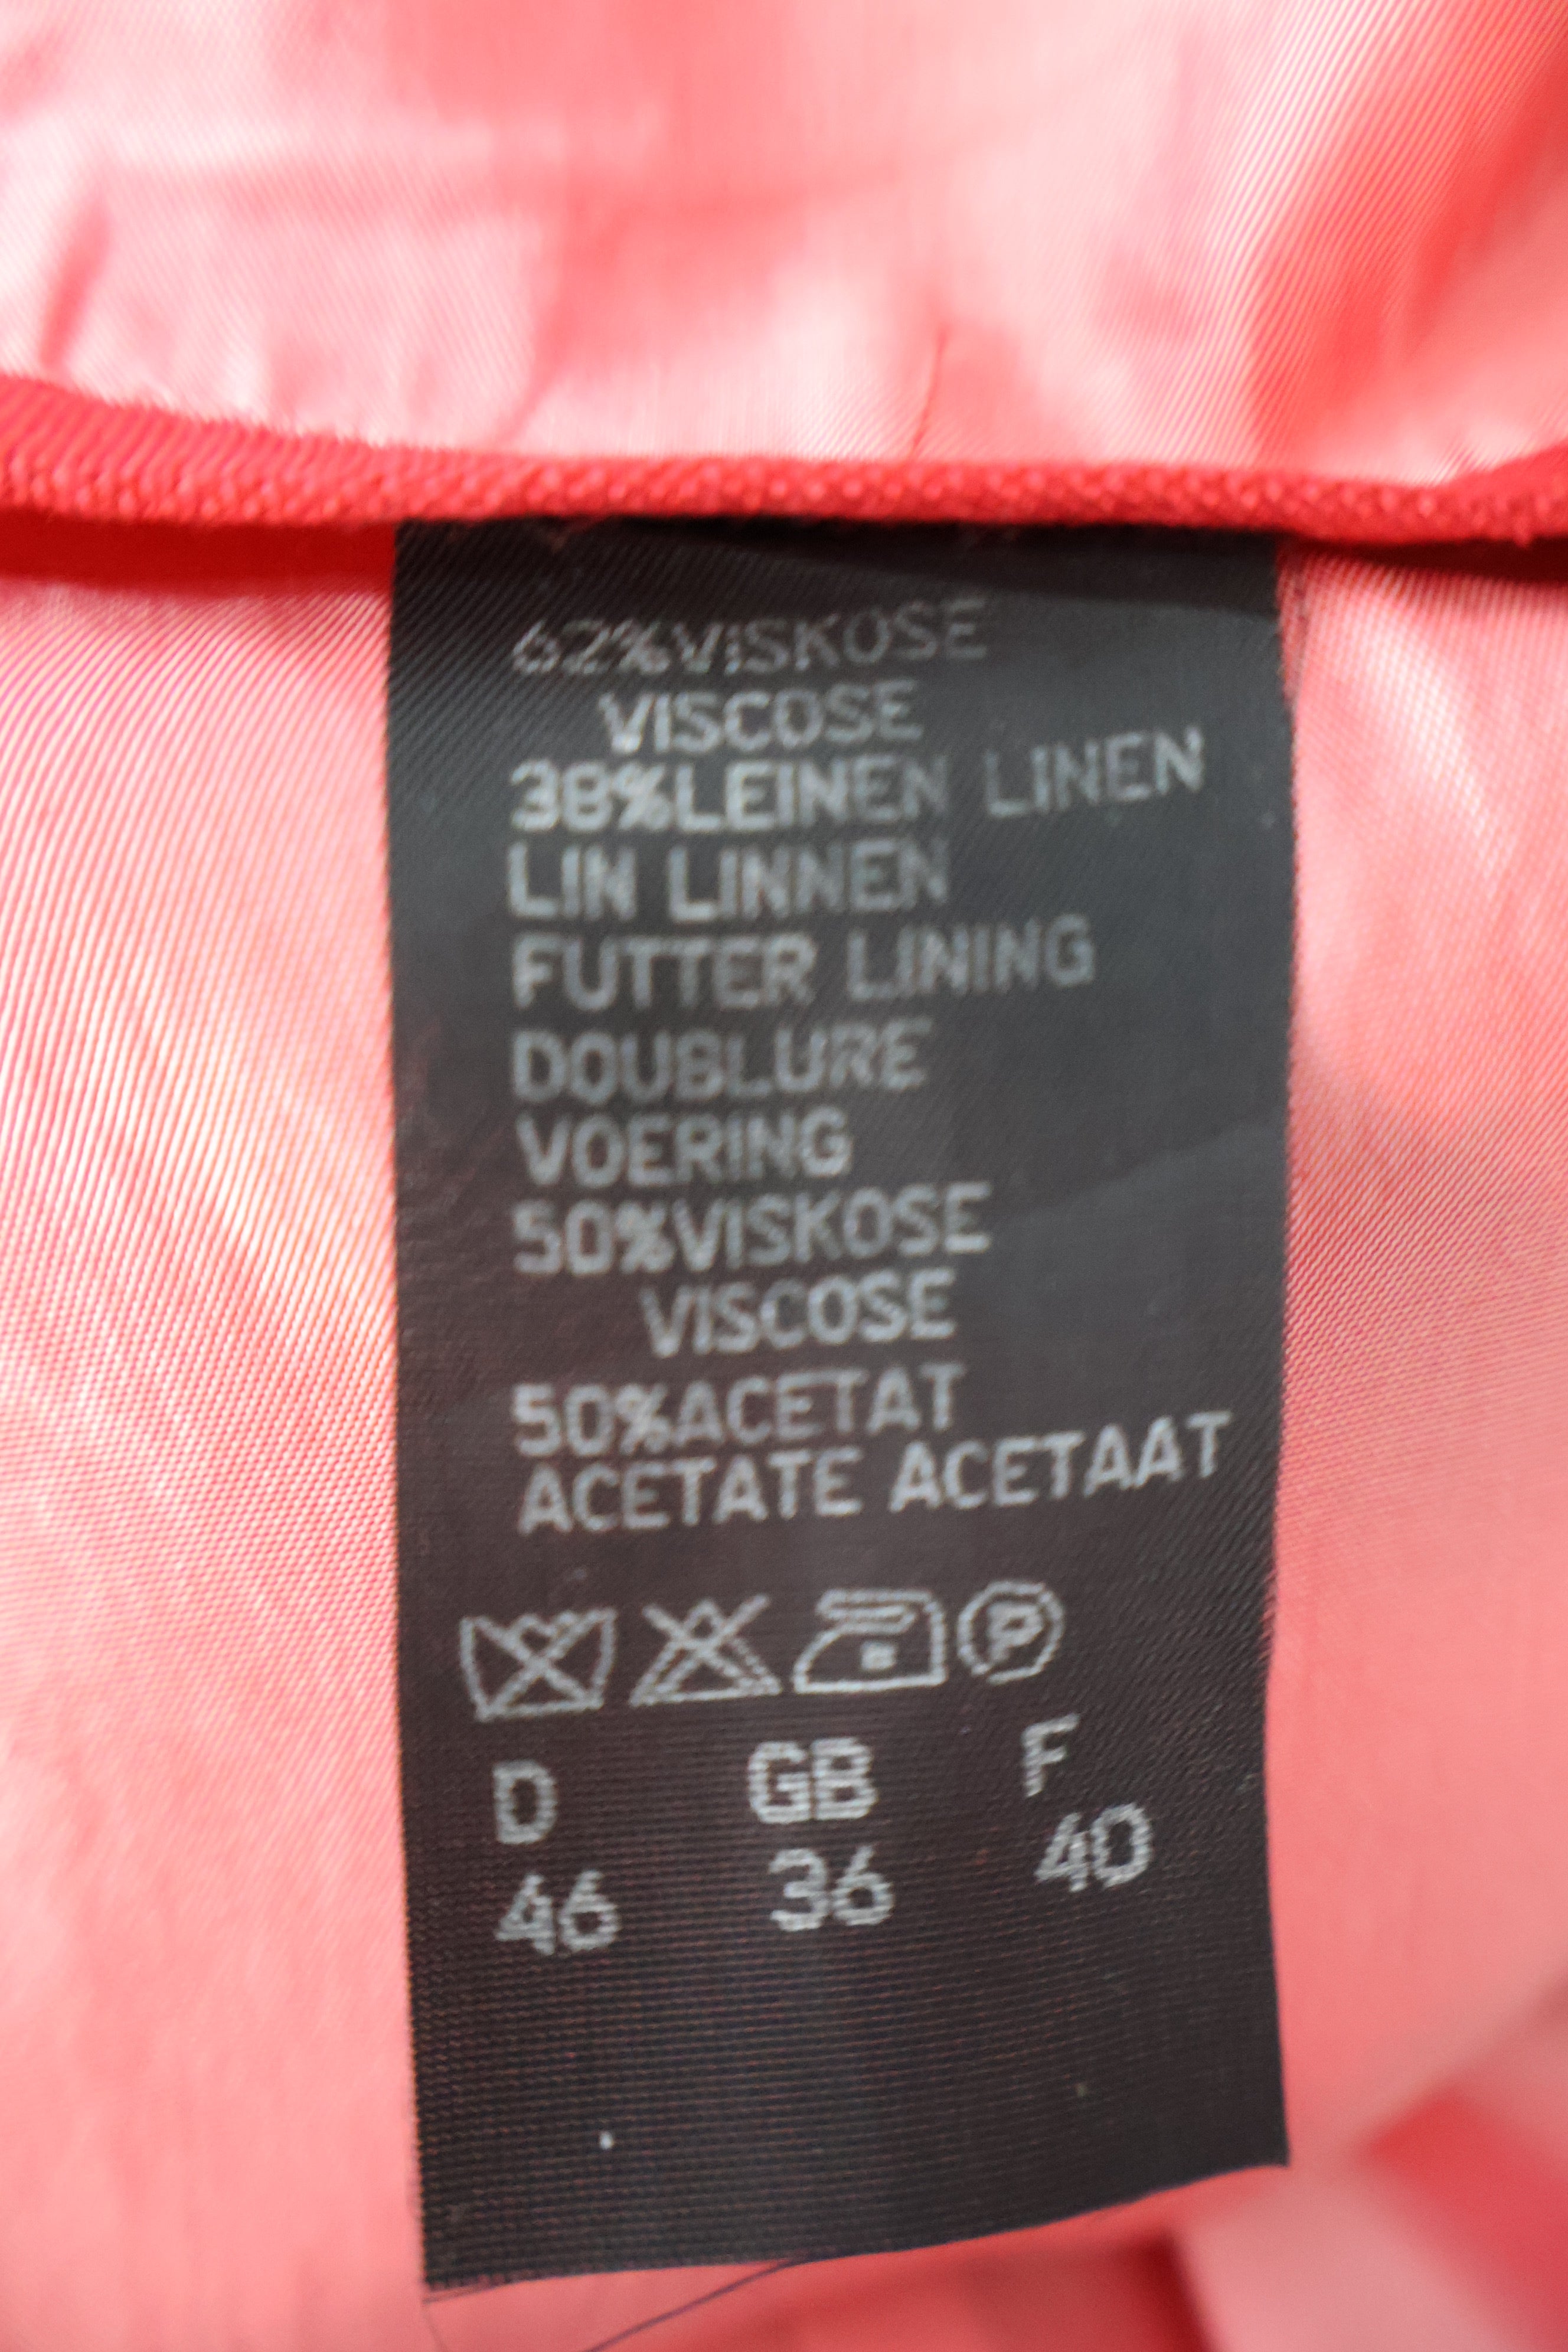 62%VISKOSE
VISCOSE
38%LEINEN LINEN
LIN LINNEN
FUTTER LINING
DOUBLURE
VOERING
50%VISKOSE
VISCOSE
50%ACETAT
ACETATE ACETAAT
P
D GB F
46 36 40